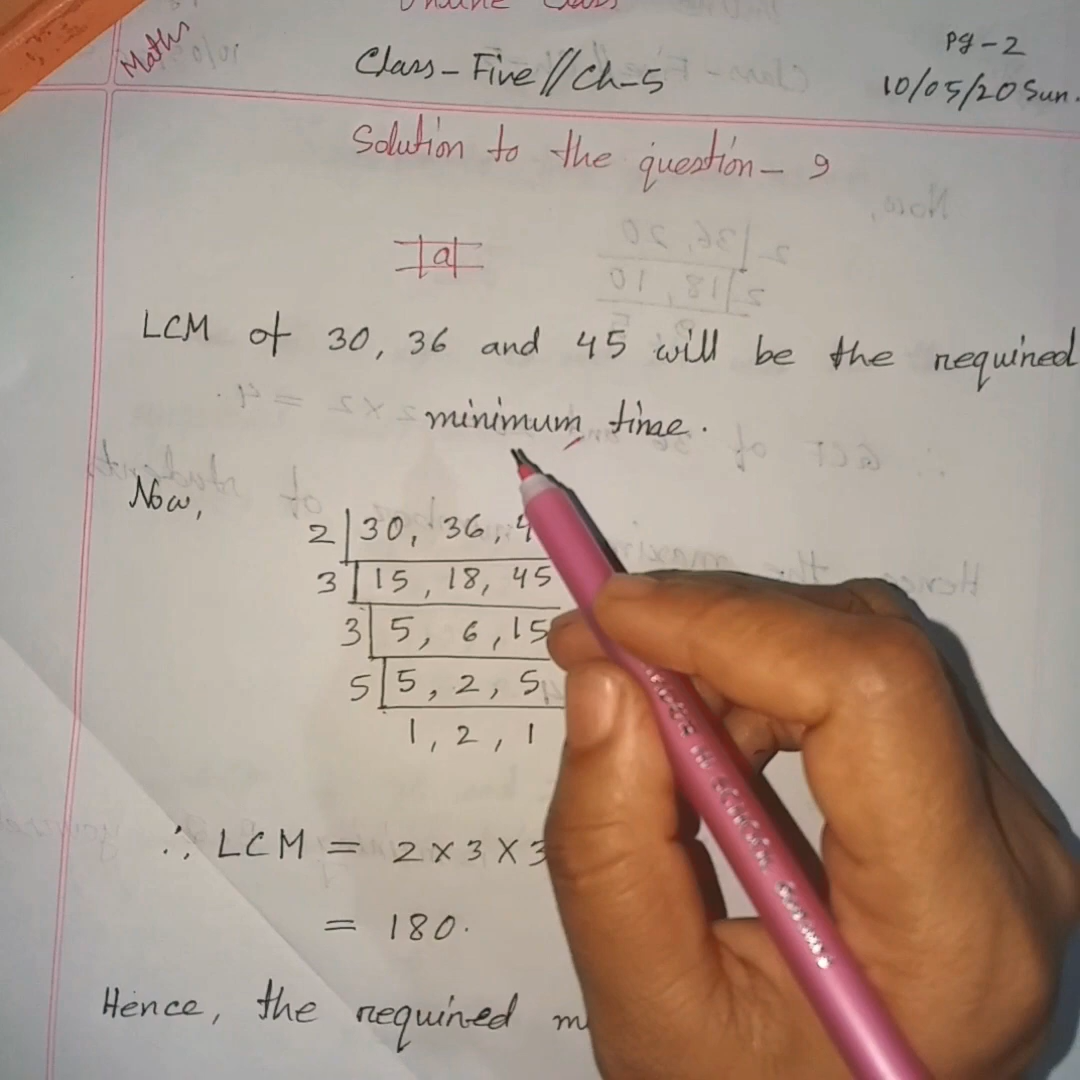 Maths
Class-Five//Ch-5
Pg-2
10/05/20 Sun.
Solution to the question-9
a
LCM of 30, 36 and 45 will be the required
minimum time.
Now,
2 | 30, 36, 4
3 | 15, 18, 45
3 | 5, 6, 15
5 | 5, 2, 5
1, 2, 1
∴ LCM = 2 × 3 × 3
= 180.
Hence, the required m